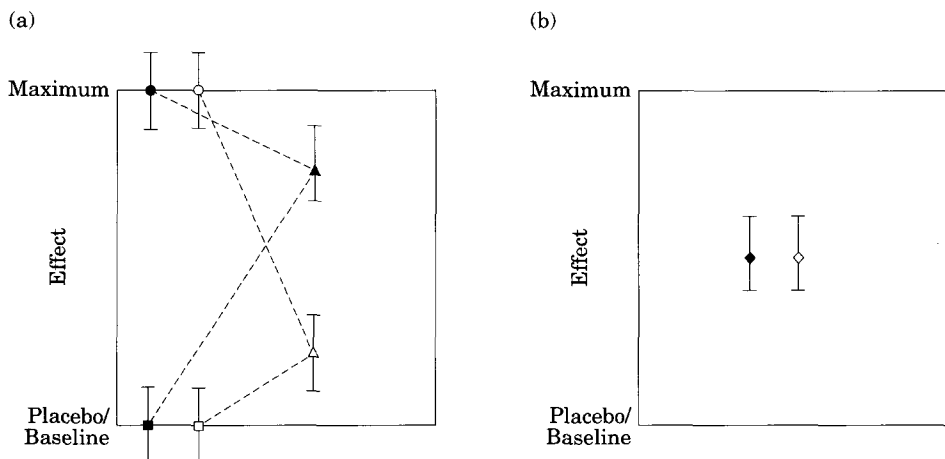 (a)
Maximum
Effect
Placebo/
Baseline
(b)
Maximum
Effect
Placebo/
Baseline